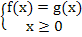 f(x) = g(x)
x ≥ 0